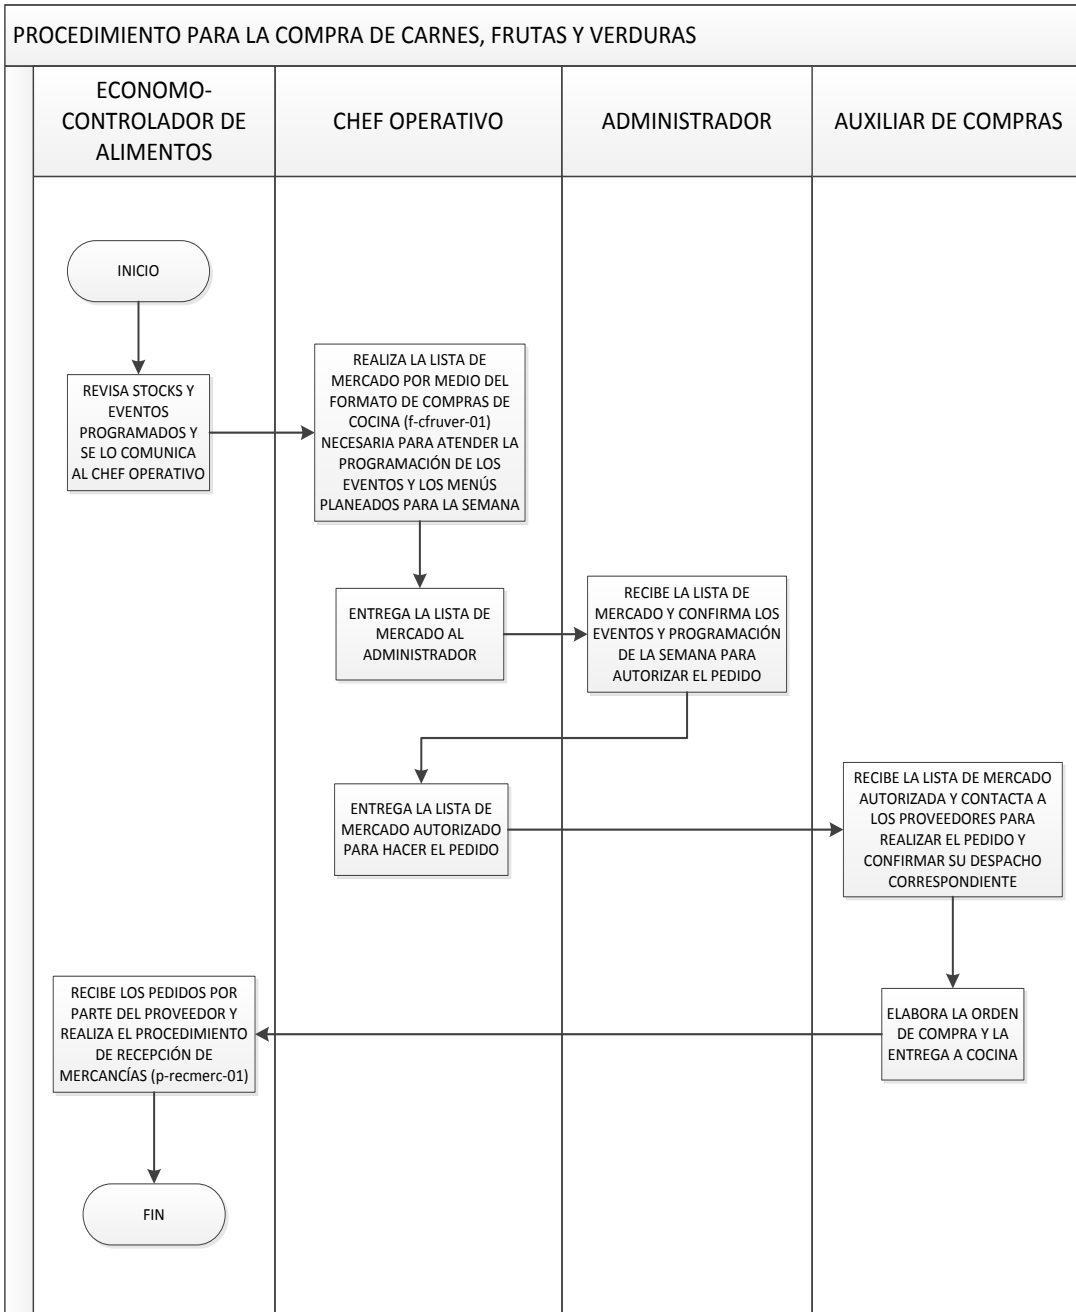 PROCEDIMIENTO PARA LA COMPRA DE CARNES, FRUTAS Y VERDURAS
ECONOMO-
CONTROLADOR DE
ALIMENTOS
CHEF OPERATIVO
ADMINISTRADOR
AUXILIAR DE COMPRAS
INICIO
REVISA STOCKS Y
EVENTOS
PROGRAMADOS Y
SE LO COMUNICA
AL CHEF OPERATIVO
REALIZA LA LISTA DE
MERCADO POR MEDIO DEL
FORMATO DE COMPRAS DE
COCINA (f-cfruver-01)
NECESARIA PARA ATENDER LA
PROGRAMACIÓN DE LOS
EVENTOS Y LOS MENÚS
PLANEADOS PARA LA SEMANA
ENTREGA LA LISTA DE
MERCADO AL
ADMINISTRADOR
RECIBE LA LISTA DE
MERCADO Y CONFIRMA LOS
EVENTOS Y PROGRAMACIÓN
DE LA SEMANA PARA
AUTORIZAR EL PEDIDO
ENTREGA LA LISTA DE
MERCADO AUTORIZADO
PARA HACER EL PEDIDO
RECIBE LA LISTA DE MERCADO
AUTORIZADA Y CONTACTA A
LOS PROVEEDORES PARA
REALIZAR EL PEDIDO Y
CONFIRMAR SU DESPACHO
CORRESPONDIENTE
ELABORA LA ORDEN
DE COMPRA Y LA
ENTREGA A COCINA
RECIBE LOS PEDIDOS POR
PARTE DEL PROVEEDOR Y
REALIZA EL PROCEDIMIENTO
DE RECEPCIÓN DE
MERCANCÍAS (p-recmerc-01)
FIN